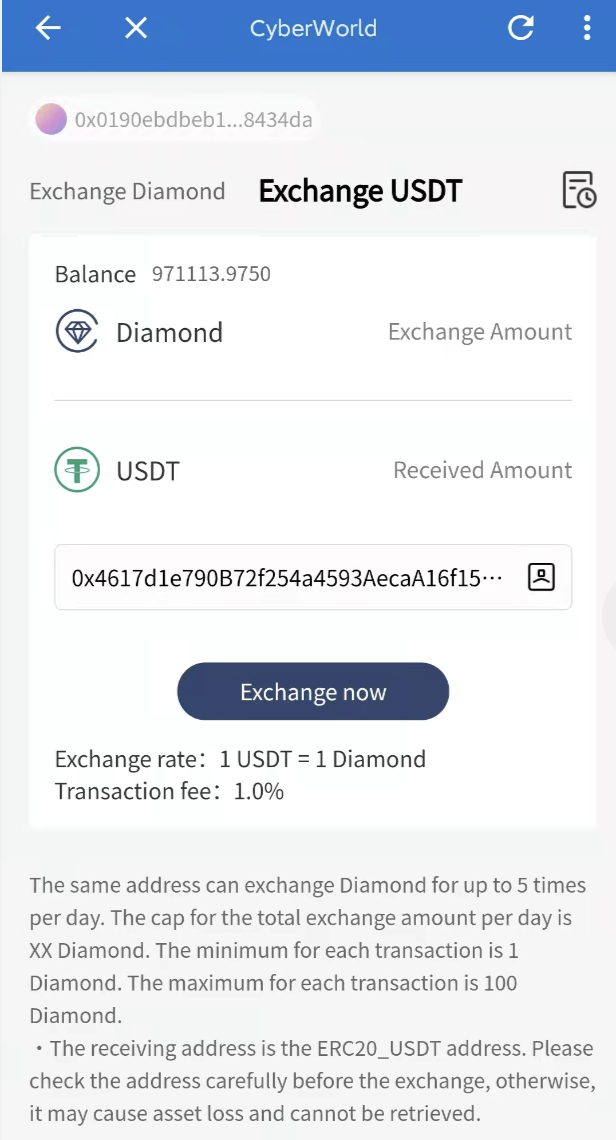 CyberWorld
0x0190ebdbeb1...8434da
Exchange Diamond Exchange USDT
Balance 971113.9750
Diamond Exchange Amount
USDT Received Amount
0x4617d1e790B72f254a4593AecaA16f15···
Exchange now
Exchange rate： 1 USDT = 1 Diamond
Transaction fee： 1.0%
The same address can exchange Diamond for up to 5 times
per day. The cap for the total exchange amount per day is
XX Diamond. The minimum for each transaction is 1
Diamond. The maximum for each transaction is 100
Diamond.
・The receiving address is the ERC20_USDT address. Please
check the address carefully before the exchange, otherwise,
it may cause asset loss and cannot be retrieved.